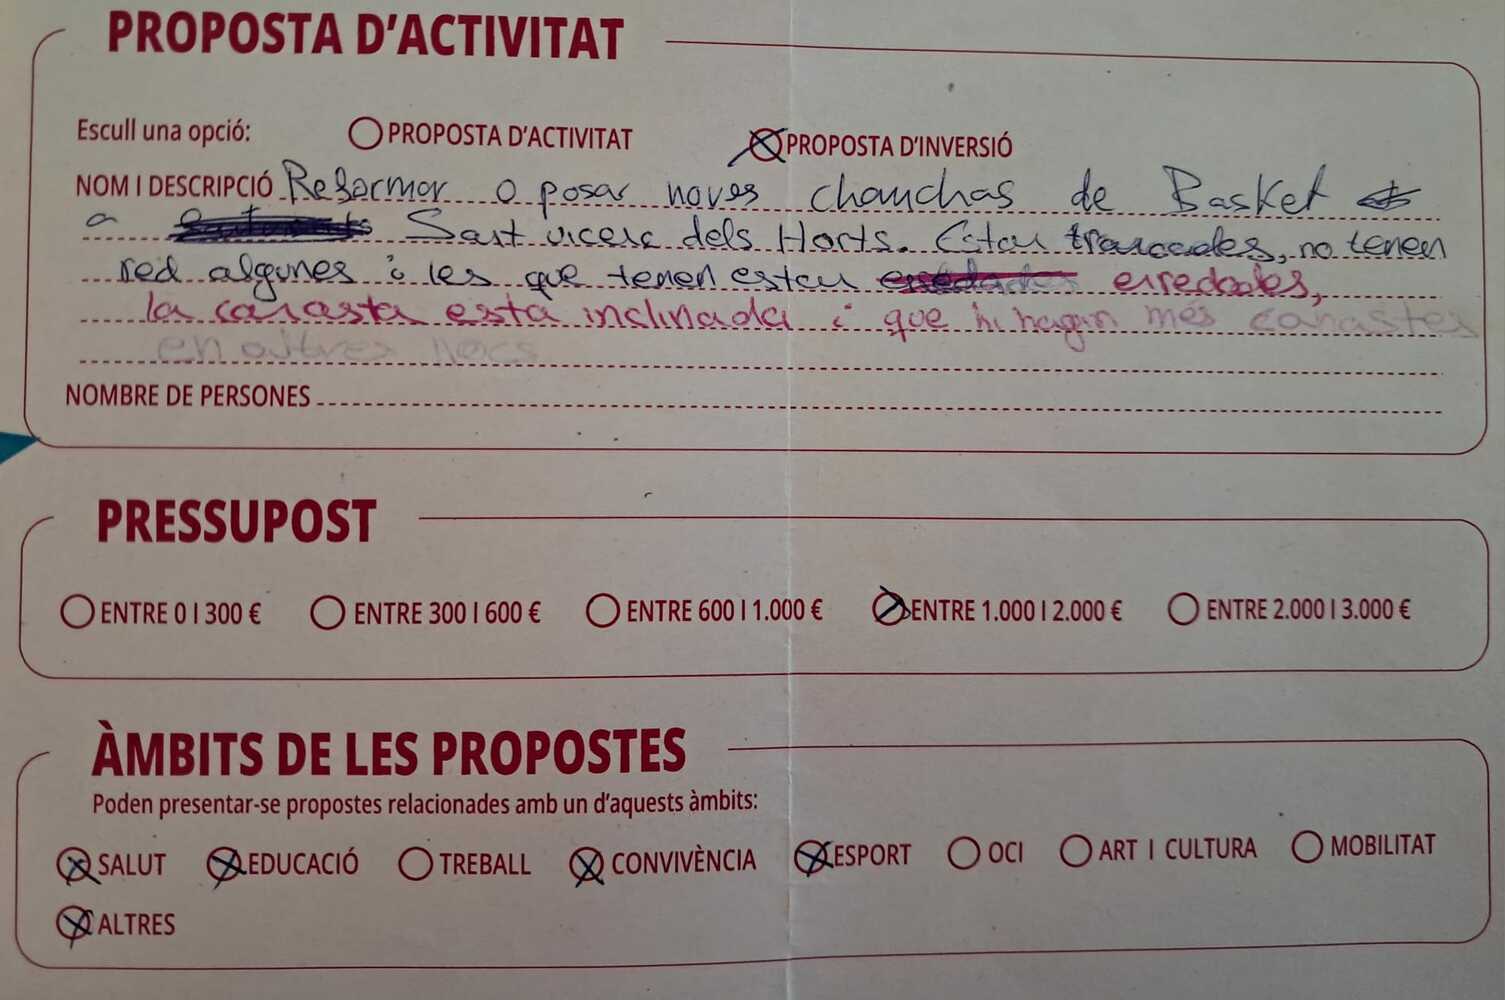 PROPOSTA D'ACTIVITAT
Escull una opció: PROPOSTA D'ACTIVITAT PROPOSTA D'INVERSIÓ
NOM I DESCRIPCIÓ Reformar o posar noves chanchas de Basket
a Sant vicenç dels Horts. Estan trancades, no tenen
red algunes i les que tenen estan enredades,
la canasta esta inclinada i que hi hagin més canastes
en altres llocs
NOMBRE DE PERSONES
PRESSUPOST
ENTRE 0 I 300 € ENTRE 300 I 600 € ENTRE 600 I 1.000 € ENTRE 1.000 I 2.000 € ENTRE 2.000 I 3.000 €
ÀMBITS DE LES PROPOSTES
Poden presentar-se propostes relacionades amb un d'aquests àmbits:
SALUT EDUCACIÓ TREBALL CONVIVÈNCIA ESPORT OCI ART I CULTURA MOBILITAT
ALTRES